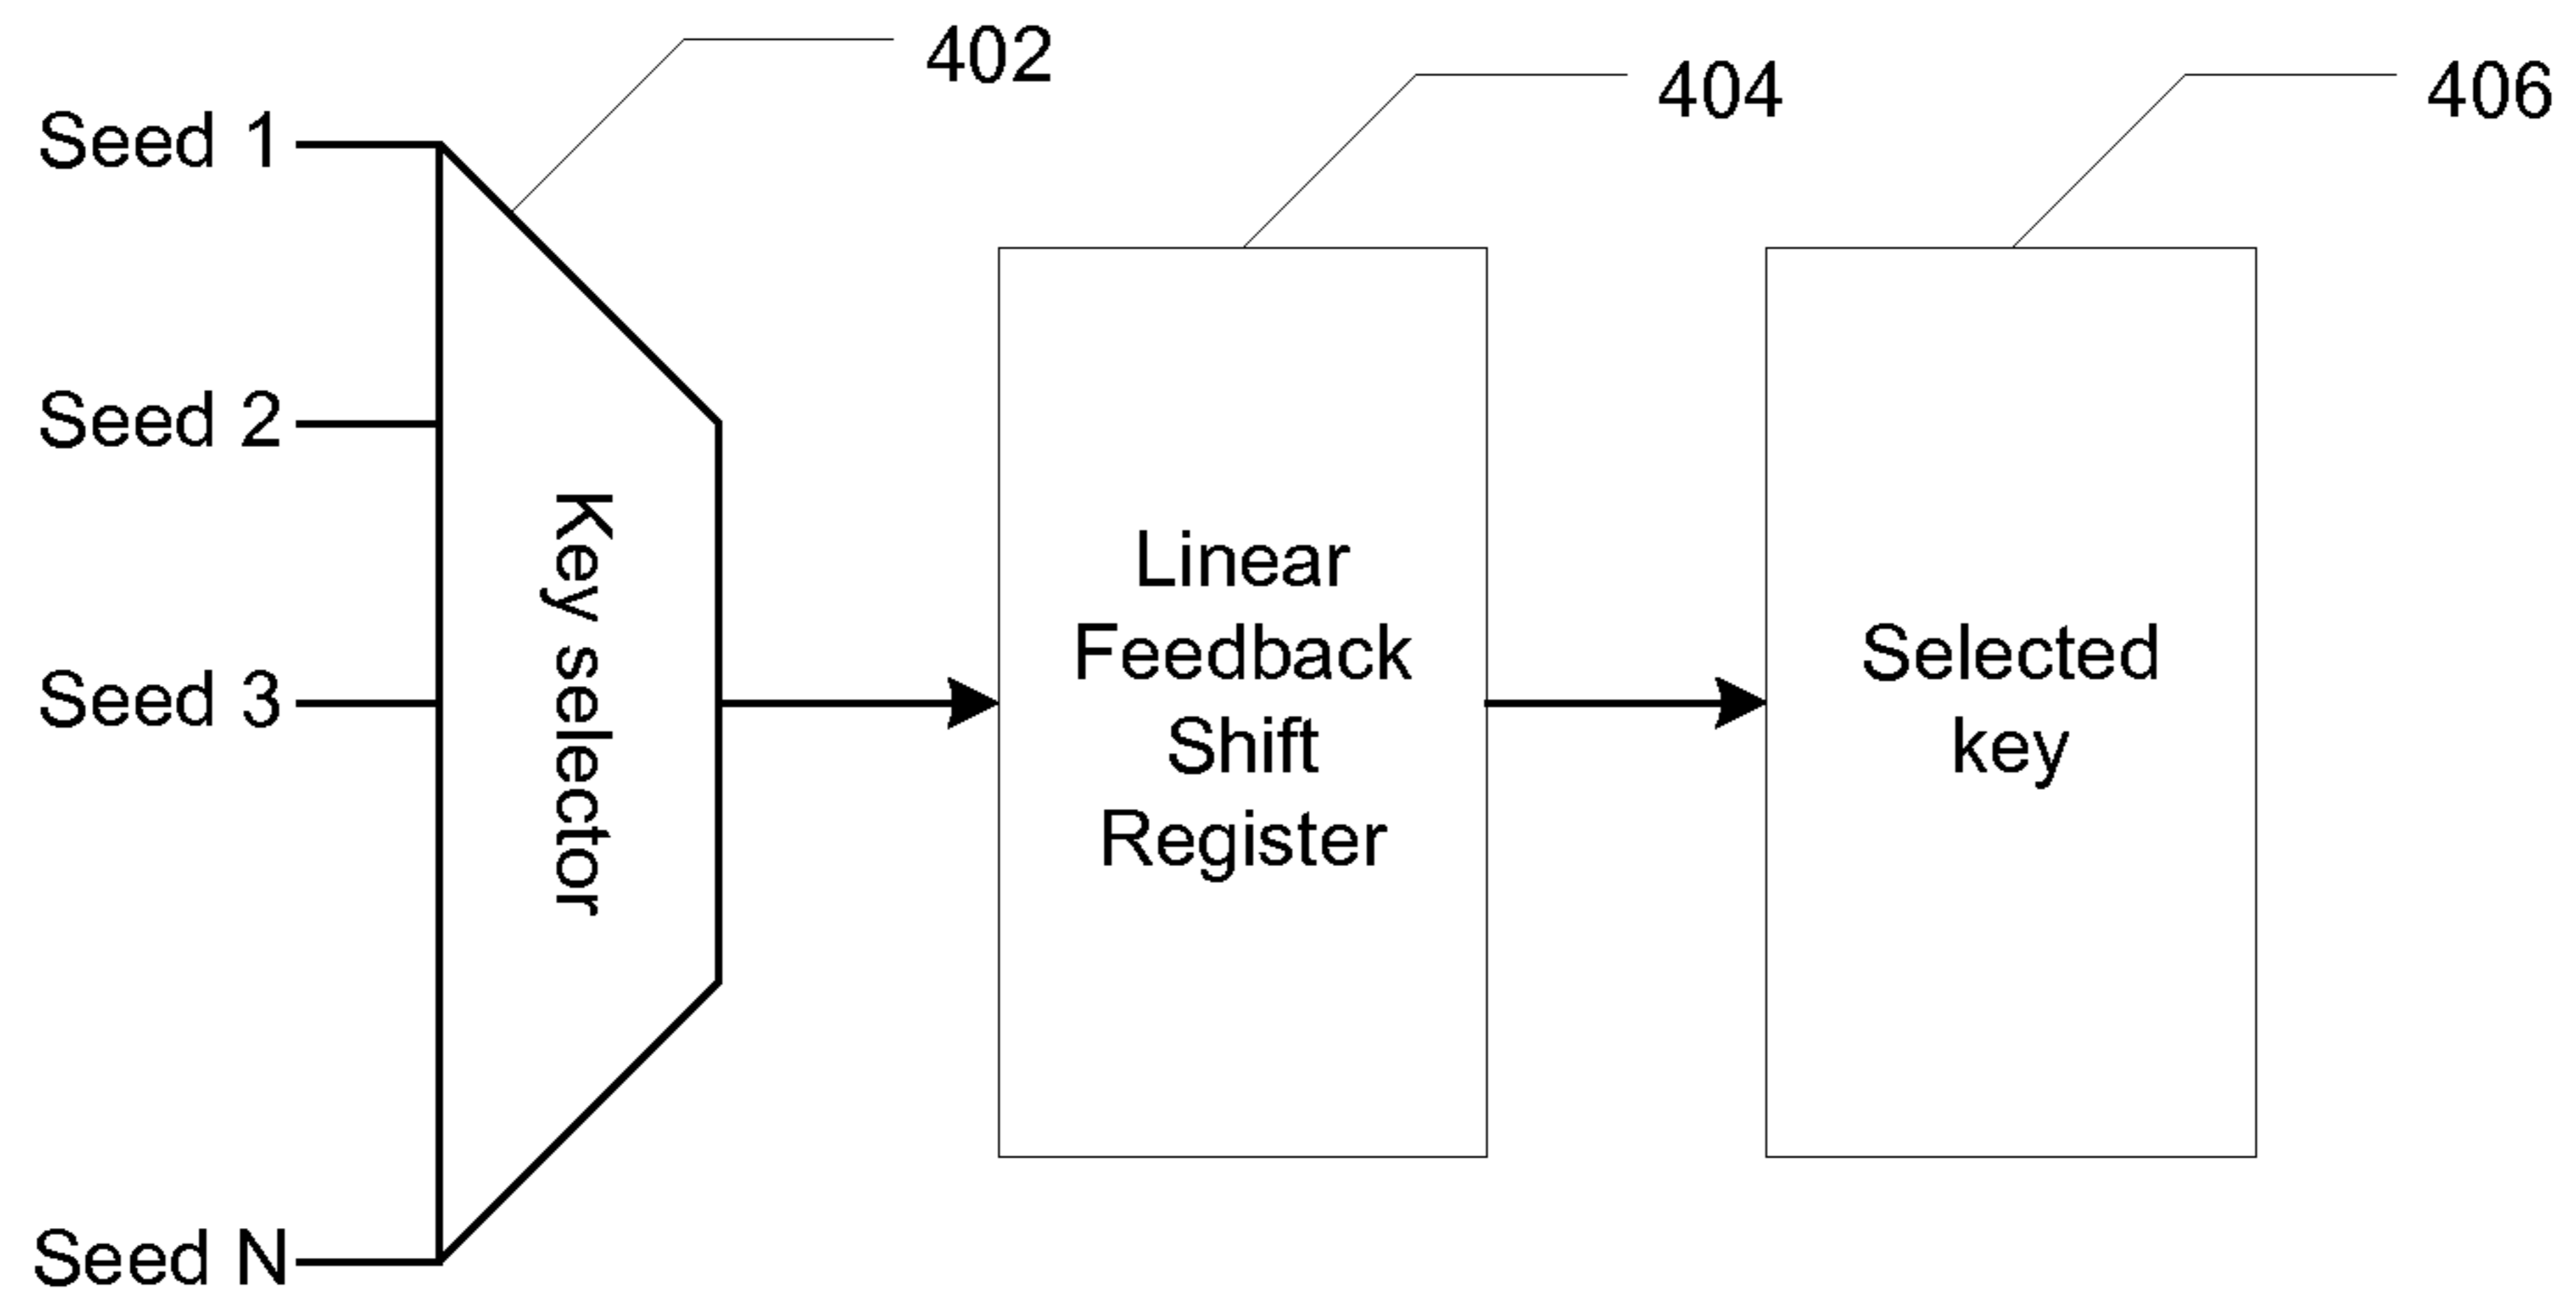 402
404
406
Seed 1
Seed 2
Seed 3
Seed N
Key selector
Linear
Feedback
Shift
Register
Selected
key